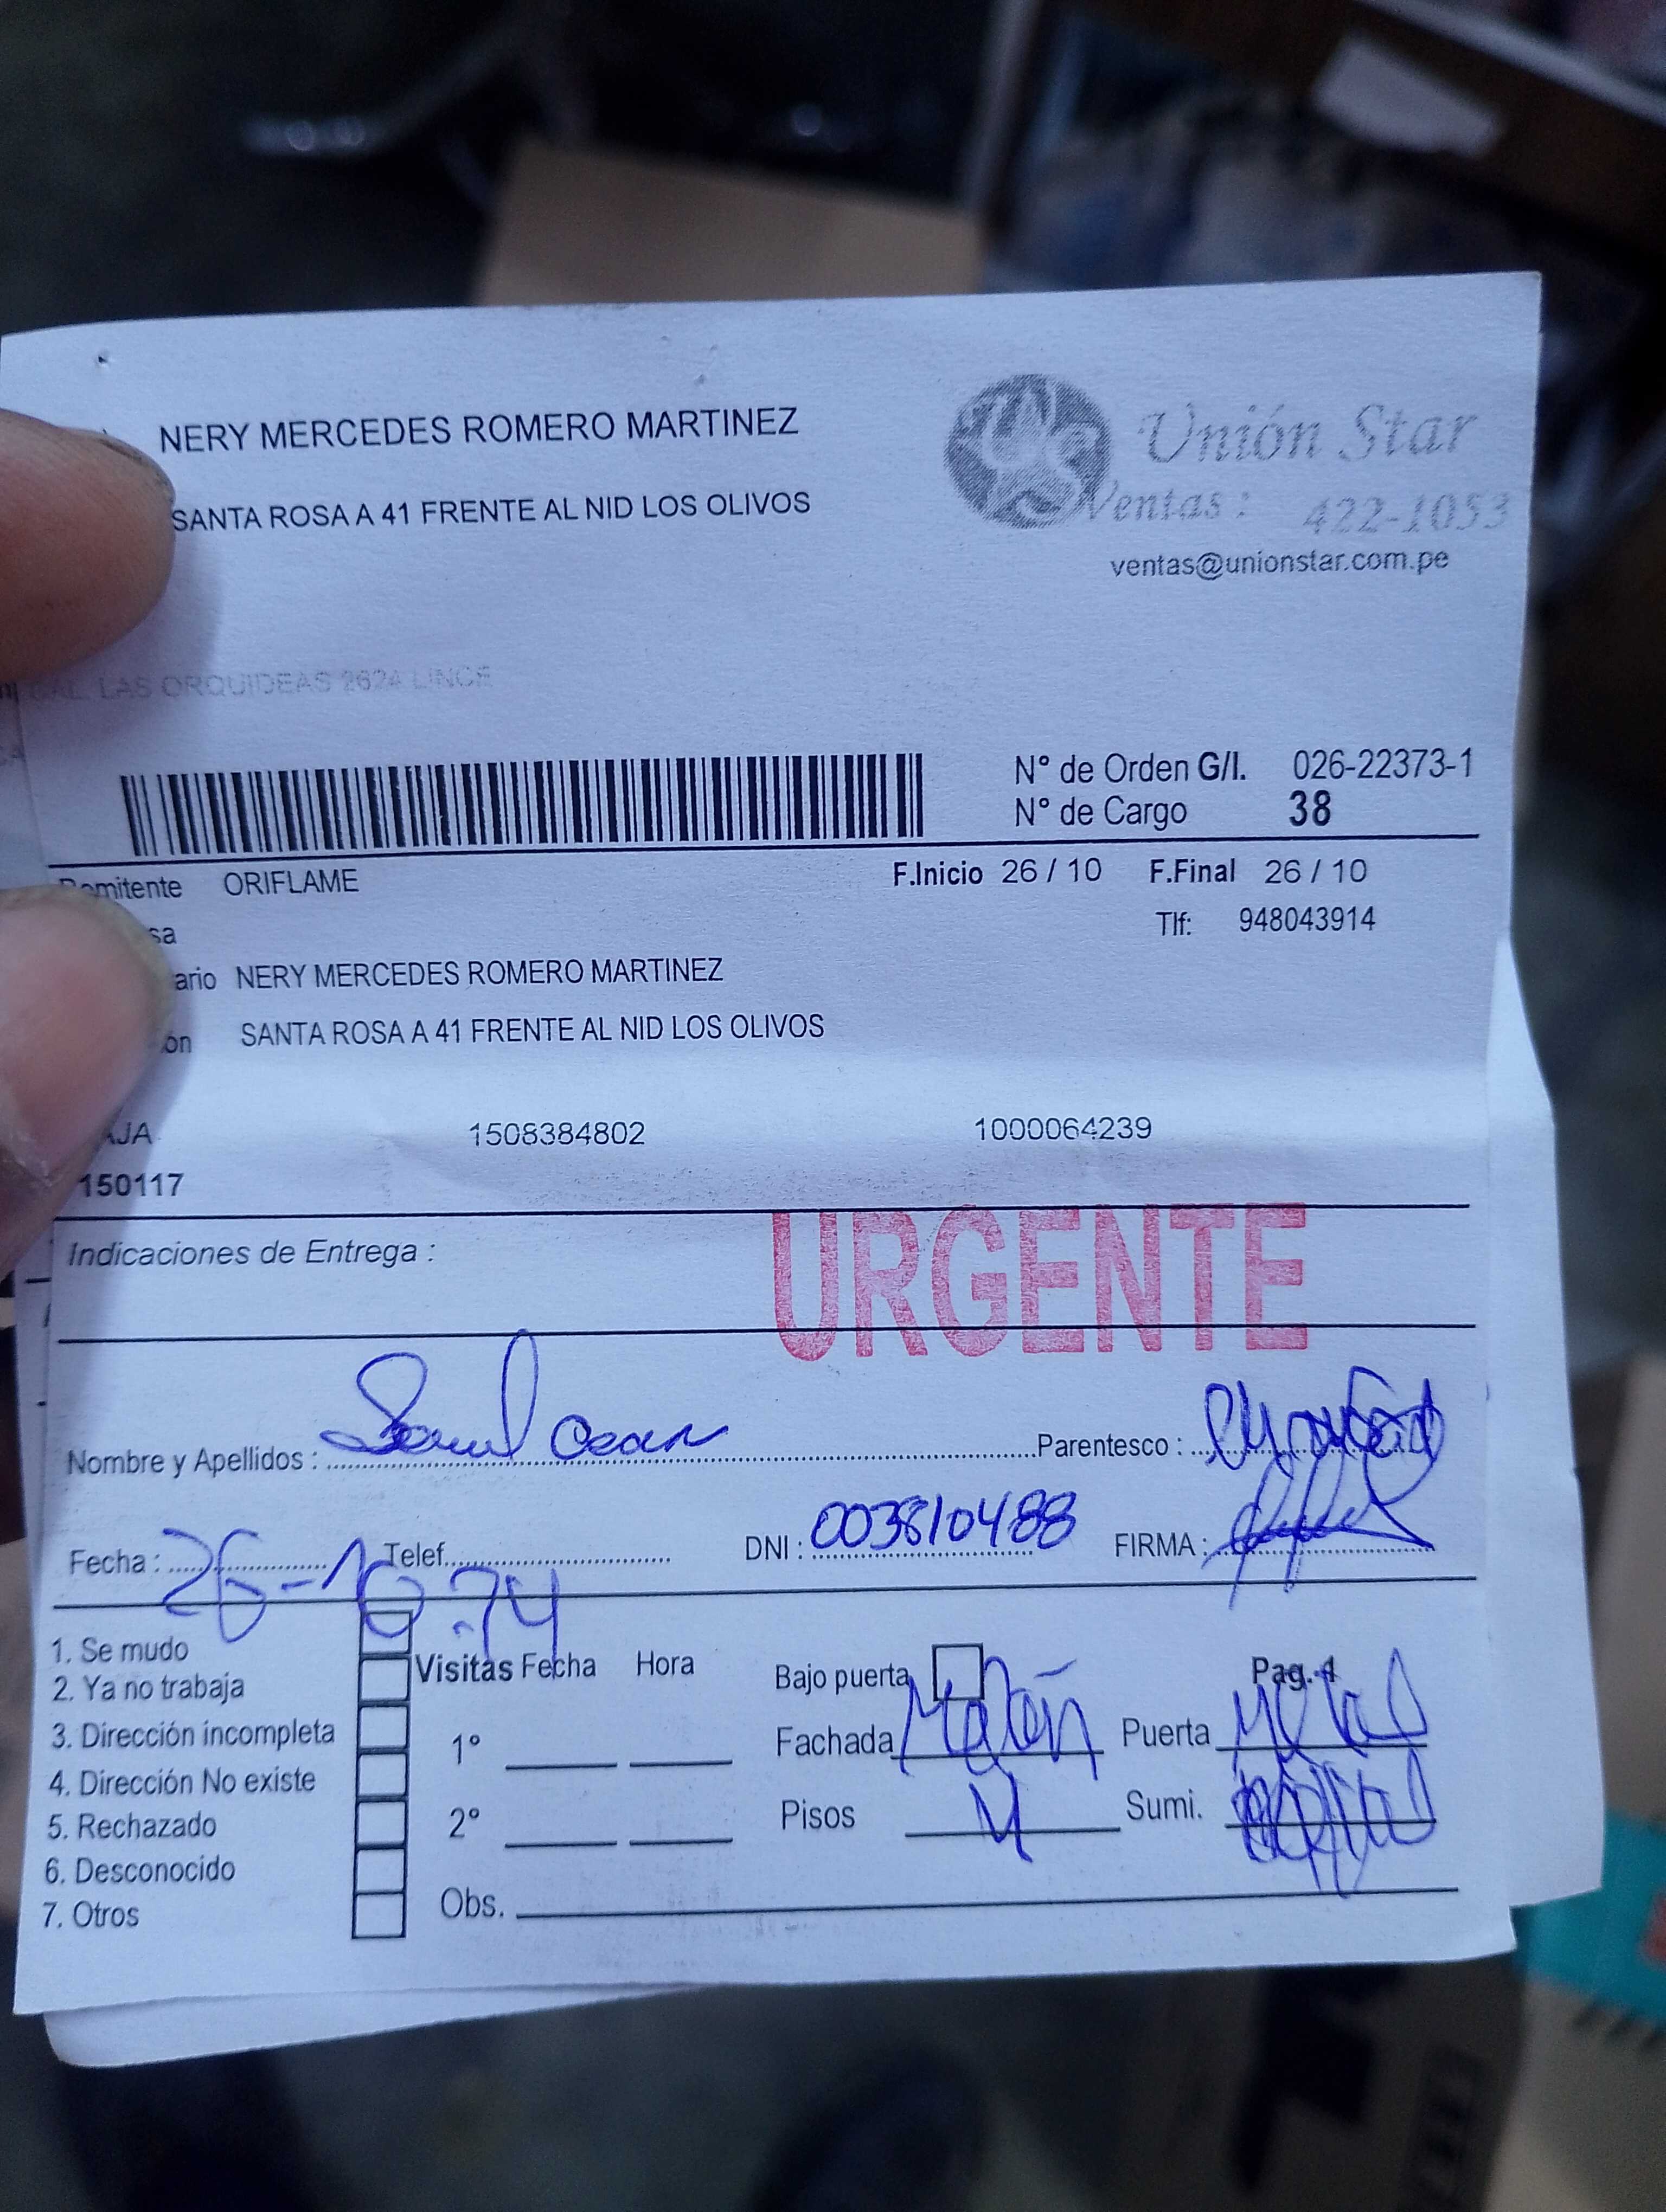 NERY MERCEDES ROMERO MARTINEZ
SANTA ROSA A 41 FRENTE AL NID LOS OLIVOS
Unión Star
Ventas : 422-1053
ventas@unionstar.com.pe
CAL. LAS ORQUIDEAS 2624 LINCE
N° de Orden G/I. 026-22373-1
N° de Cargo 38
Remitente ORIFLAME F.Inicio 26 / 10 F.Final 26 / 10
sa Tlf: 948043914
ario NERY MERCEDES ROMERO MARTINEZ
ón SANTA ROSA A 41 FRENTE AL NID LOS OLIVOS
AJA 1508384802 1000064239
150117
Indicaciones de Entrega :
URGENTE
Nombre y Apellidos : Parentesco :
Fecha : 26-10-24 Telef. DNI : 003810488 FIRMA :
1. Se mudo
2. Ya no trabaja
3. Dirección incompleta
4. Dirección No existe
5. Rechazado
6. Desconocido
7. Otros
Visitas Fecha Hora
1°
2°
Obs.
Bajo puerta Pag. 1
Fachada Puerta
Pisos 4 Sumi.